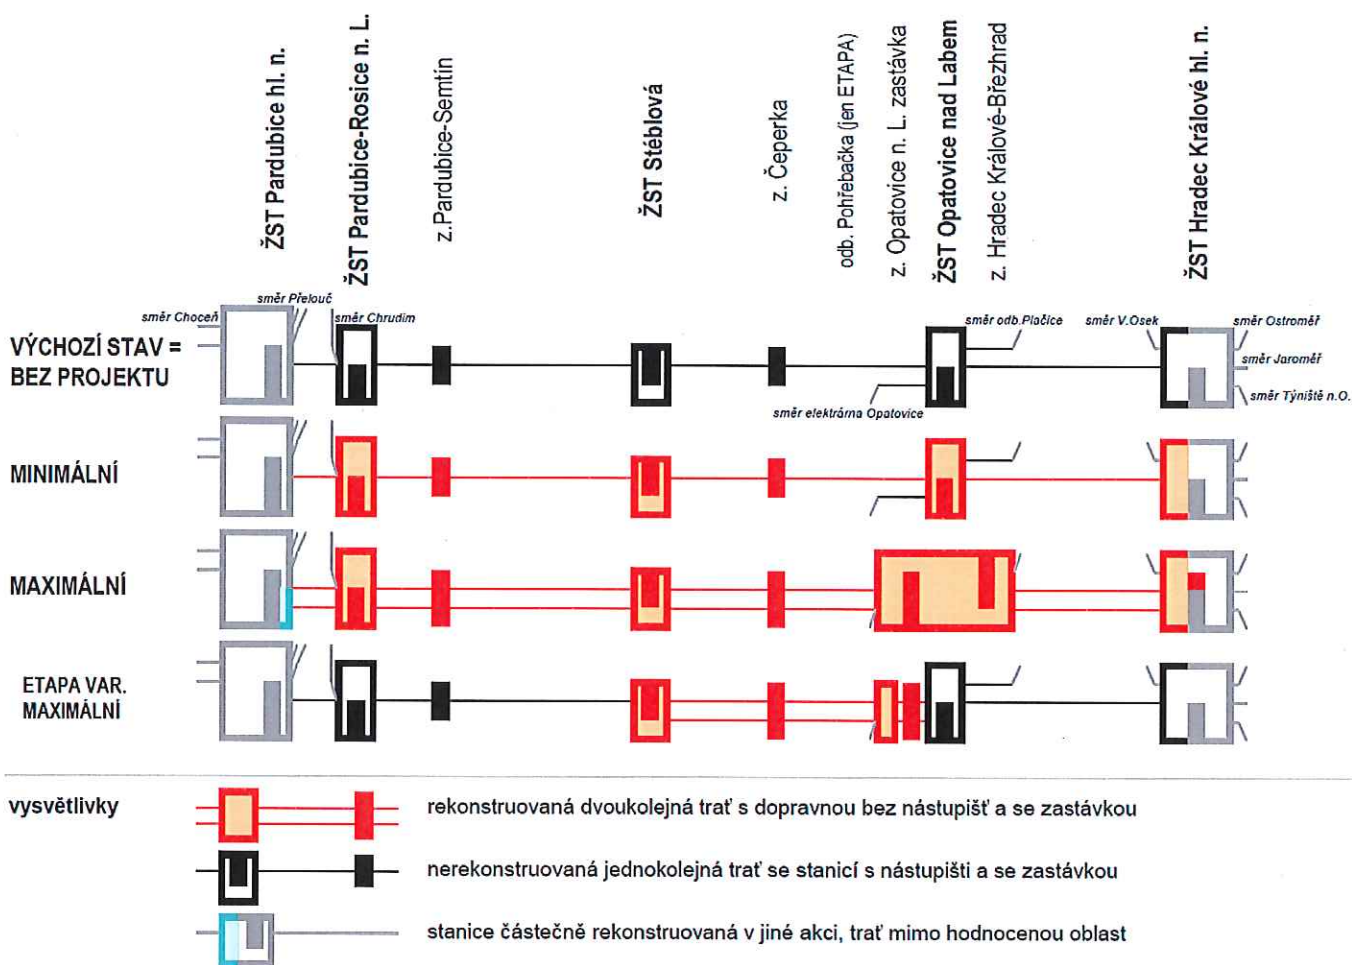 ŽST Pardubice hl. n.
ŽST Pardubice-Rosice n. L.
z.Pardubice-Semtín
ŽST Stéblová
z. Čeperka
odb. Pohřebačka (jen ETAPA)
z. Opatovice n. L. zastávka
ŽST Opatovice nad Labem
z. Hradec Králové-Březhrad
ŽST Hradec Králové hl. n.
směr Choceň
směr Přelouč
směr Chrudim
směr odb.Plačice
směr V.Osek
směr Ostroměř
směr Jaroměř
směr Týniště n.O.
směr elektrárna Opatovice
VÝCHOZÍ STAV =
BEZ PROJEKTU
MINIMÁLNÍ
MAXIMÁLNÍ
ETAPA VAR.
MAXIMÁLNÍ
vysvětlivky
rekonstruovaná dvoukolejná trať s dopravnou bez nástupišť a se zastávkou
nerekonstruovaná jednokolejná trať se stanicí s nástupišti a se zastávkou
stanice částečně rekonstruovaná v jiné akci, trať mimo hodnocenou oblast